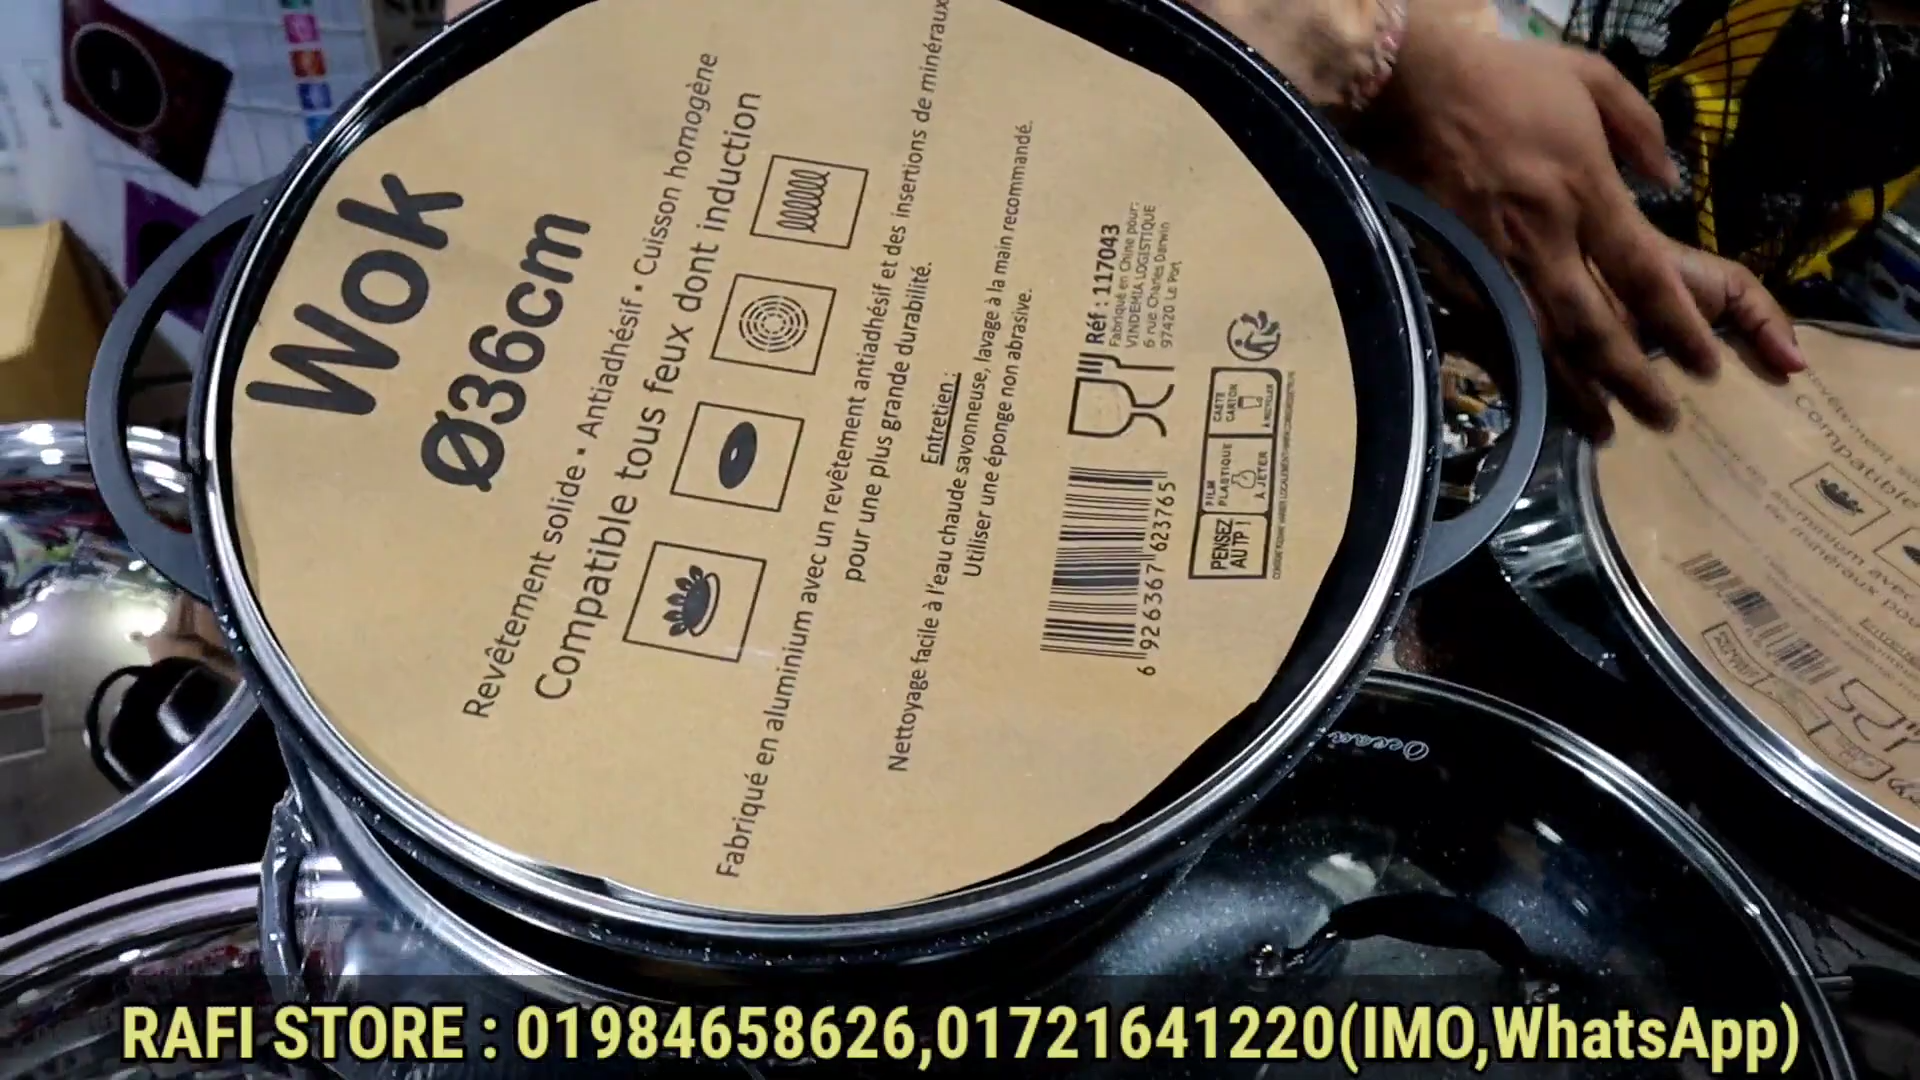 Wok
Ø36cm
Revêtement solide • Antiadhésif • Cuisson homogène
Compatible tous feux dont induction
Fabriqué en aluminium avec un revêtement antiadhésif et des insertions de minéraux
pour une plus grande durabilité.
Entretien :
Nettoyage facile à l'eau chaude savonneuse, lavage à la main recommandé.
Utiliser une éponge non abrasive.
Réf : 117043
Fabriqué en Chine pour:
VINDEMIA LOGISTIQUE
6 rue Charles Darwin
97420 Le Port
6 926367 623765
PENSEZ
AU TP !
FILM
PLASTIQUE
À JETER
CARTE
CARTON
À RECYCLER
Ocean
Compatible
RAFI STORE : 01984658626,01721641220(IMO,WhatsApp)